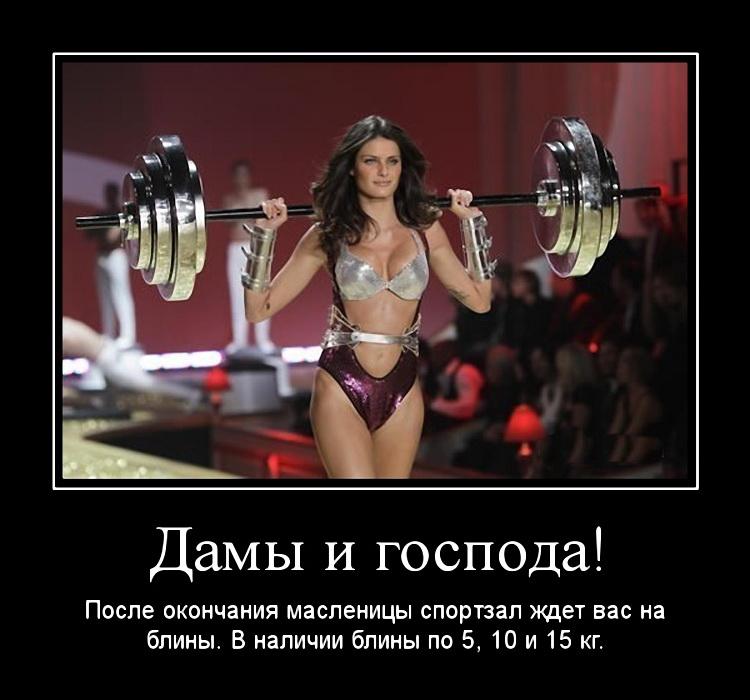 Дамы и господа!
После окончания масленицы спортзал ждет вас на
блины. В наличии блины по 5, 10 и 15 кг.